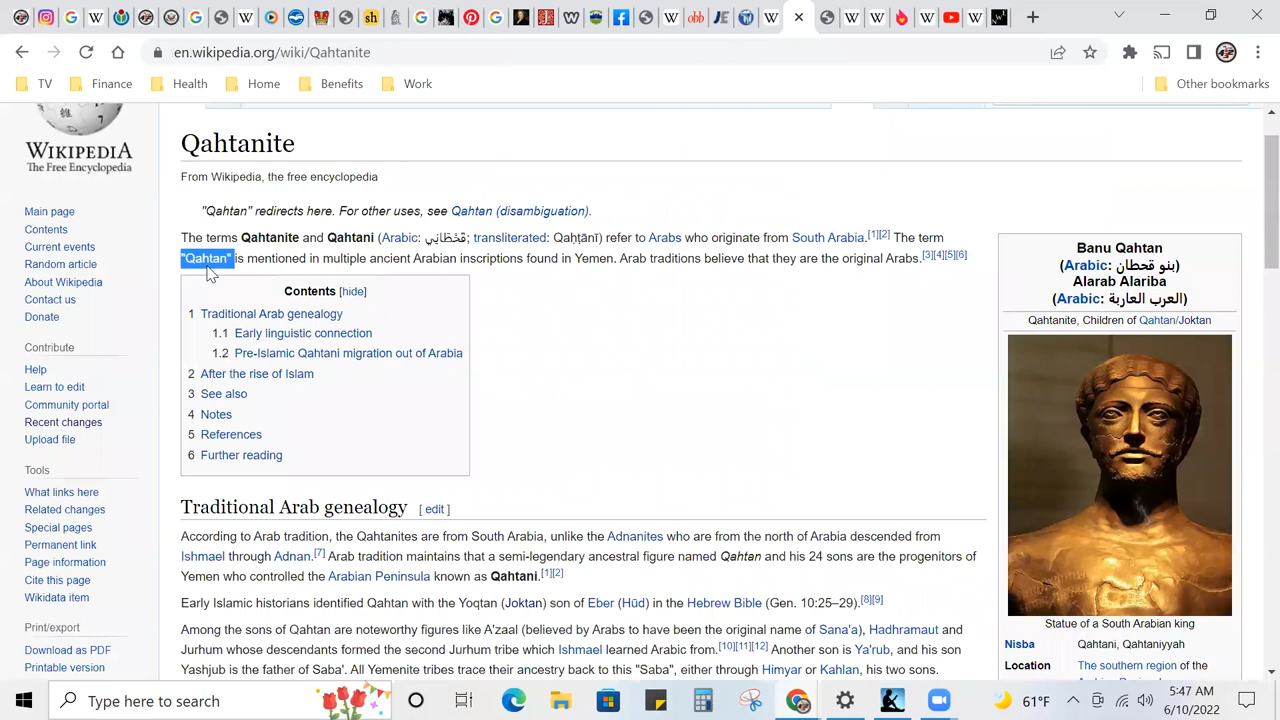 en.wikipedia.org/wiki/Qahtanite
TV
Finance
Health
Home
Benefits
Work
Other bookmarks
WIKIPEDIA
The Free Encyclopedia
Main page
Contents
Current events
Random article
About Wikipedia
Contact us
Donate
Contribute
Help
Learn to edit
Community portal
Recent changes
Upload file
Tools
What links here
Related changes
Special pages
Permanent link
Page information
Cite this page
Wikidata item
Print/export
Download as PDF
Printable version
Qahtanite
From Wikipedia, the free encyclopedia
"Qahtan" redirects here. For other uses, see Qahtan (disambiguation).
The terms Qahtanite and Qahtani (Arabic: قَحْطَانِي; transliterated: Qaḥṭānī) refer to Arabs who originate from South Arabia.[1][2] The term
"Qahtan" is mentioned in multiple ancient Arabian inscriptions found in Yemen. Arab traditions believe that they are the original Arabs.[3][4][5][6]
Contents [hide]
1 Traditional Arab genealogy
1.1 Early linguistic connection
1.2 Pre-Islamic Qahtani migration out of Arabia
2 After the rise of Islam
3 See also
4 Notes
5 References
6 Further reading
Traditional Arab genealogy [ edit ]
According to Arab tradition, the Qahtanites are from South Arabia, unlike the Adnanites who are from the north of Arabia descended from
Ishmael through Adnan.[7] Arab tradition maintains that a semi-legendary ancestral figure named Qahtan and his 24 sons are the progenitors of
Yemen who controlled the Arabian Peninsula known as Qahtani.[1][2]
Early Islamic historians identified Qahtan with the Yoqtan (Joktan) son of Eber (Hūd) in the Hebrew Bible (Gen. 10:25–29).[8][9]
Among the sons of Qahtan are noteworthy figures like A'zaal (believed by Arabs to have been the original name of Sana'a), Hadhramaut and
Jurhum whose descendants formed the second Jurhum tribe which Ishmael learned Arabic from.[10][11][12] Another son is Ya'rub, and his son
Yashjub is the father of Saba'. All Yemenite tribes trace their ancestry back to this "Saba", either through Himyar or Kahlan, his two sons.
Banu Qahtan
(Arabic: بنو قحطان)
Alarab Alariba
(Arabic: العرب العاربة)
Qahtanite, Children of Qahtan/Joktan
Statue of a South Arabian king
Nisba Qahtani, Qahtaniyyah
Location The southern region of the
Type here to search
61°F
5:47 AM
6/10/2022